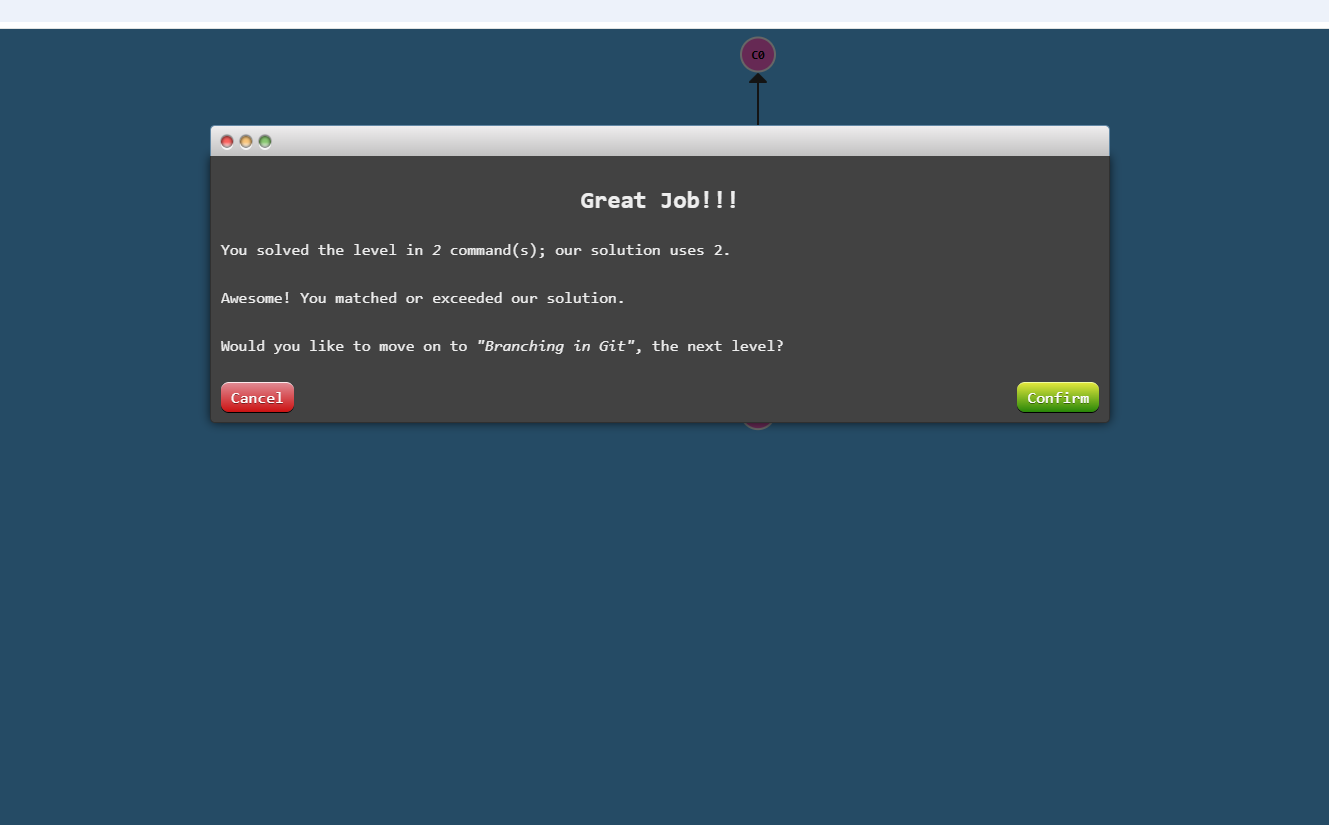 C0
Great Job!!!
You solved the level in 2 command(s); our solution uses 2.
Awesome! You matched or exceeded our solution.
Would you like to move on to "Branching in Git", the next level?
Cancel
Confirm